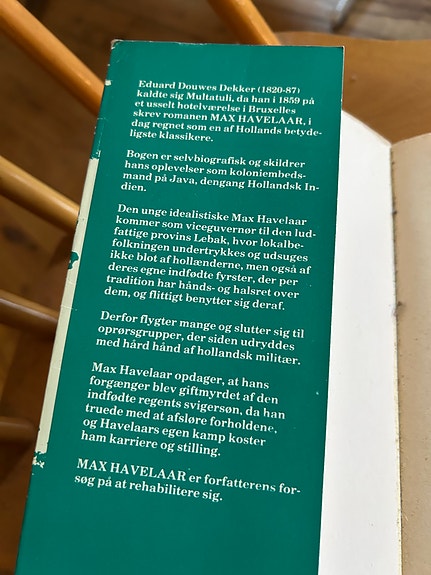 Eduard Douwes Dekker (1820-87)
kaldte sig Multatuli, da han i 1859 på
et usselt hotelværelse i Bruxelles
skrev romanen MAX HAVELAAR, i
dag regnet som en af Hollands betyde-
ligste klassikere.
Bogen er selvbiografisk og skildrer
hans oplevelser som koloniembeds-
mand på Java, dengang Hollandsk In-
dien.
Den unge idealistiske Max Havelaar
kommer som viceguvernør til den lud-
fattige provins Lebak, hvor lokalbe-
folkningen undertrykkes og udsuges
ikke blot af hollænderne, men også af
deres egne indfødte fyrster, der per
tradition har hånds- og halsret over
dem, og flittigt benytter sig deraf.
Derfor flygter mange og slutter sig til
oprørsgrupper, der siden udryddes
med hård hånd af hollandsk militær.
Max Havelaar opdager, at hans
forgænger blev giftmyrdet af den
indfødte regents svigersøn, da han
truede med at afsløre forholdene,
og Havelaars egen kamp koster
ham karriere og stilling.
MAX HAVELAAR er forfatterens for-
søg på at rehabilitere sig.